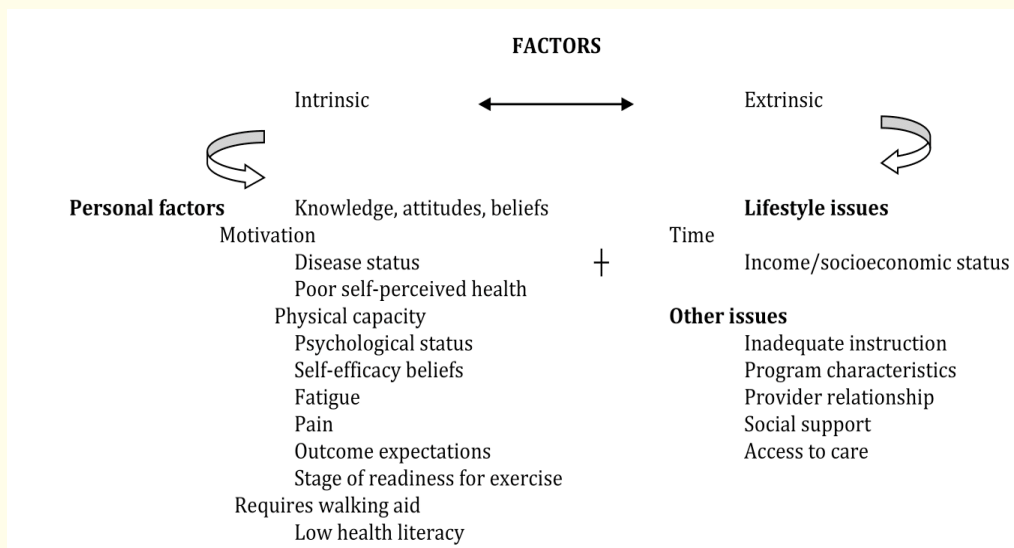 FACTORS
Intrinsic Extrinsic
Personal factors Knowledge, attitudes, beliefs Lifestyle issues
Motivation Time
Disease status + Income/socioeconomic status
Poor self-perceived health
Physical capacity Other issues
Psychological status Inadequate instruction
Self-efficacy beliefs Program characteristics
Fatigue Provider relationship
Pain Social support
Outcome expectations Access to care
Stage of readiness for exercise
Requires walking aid
Low health literacy